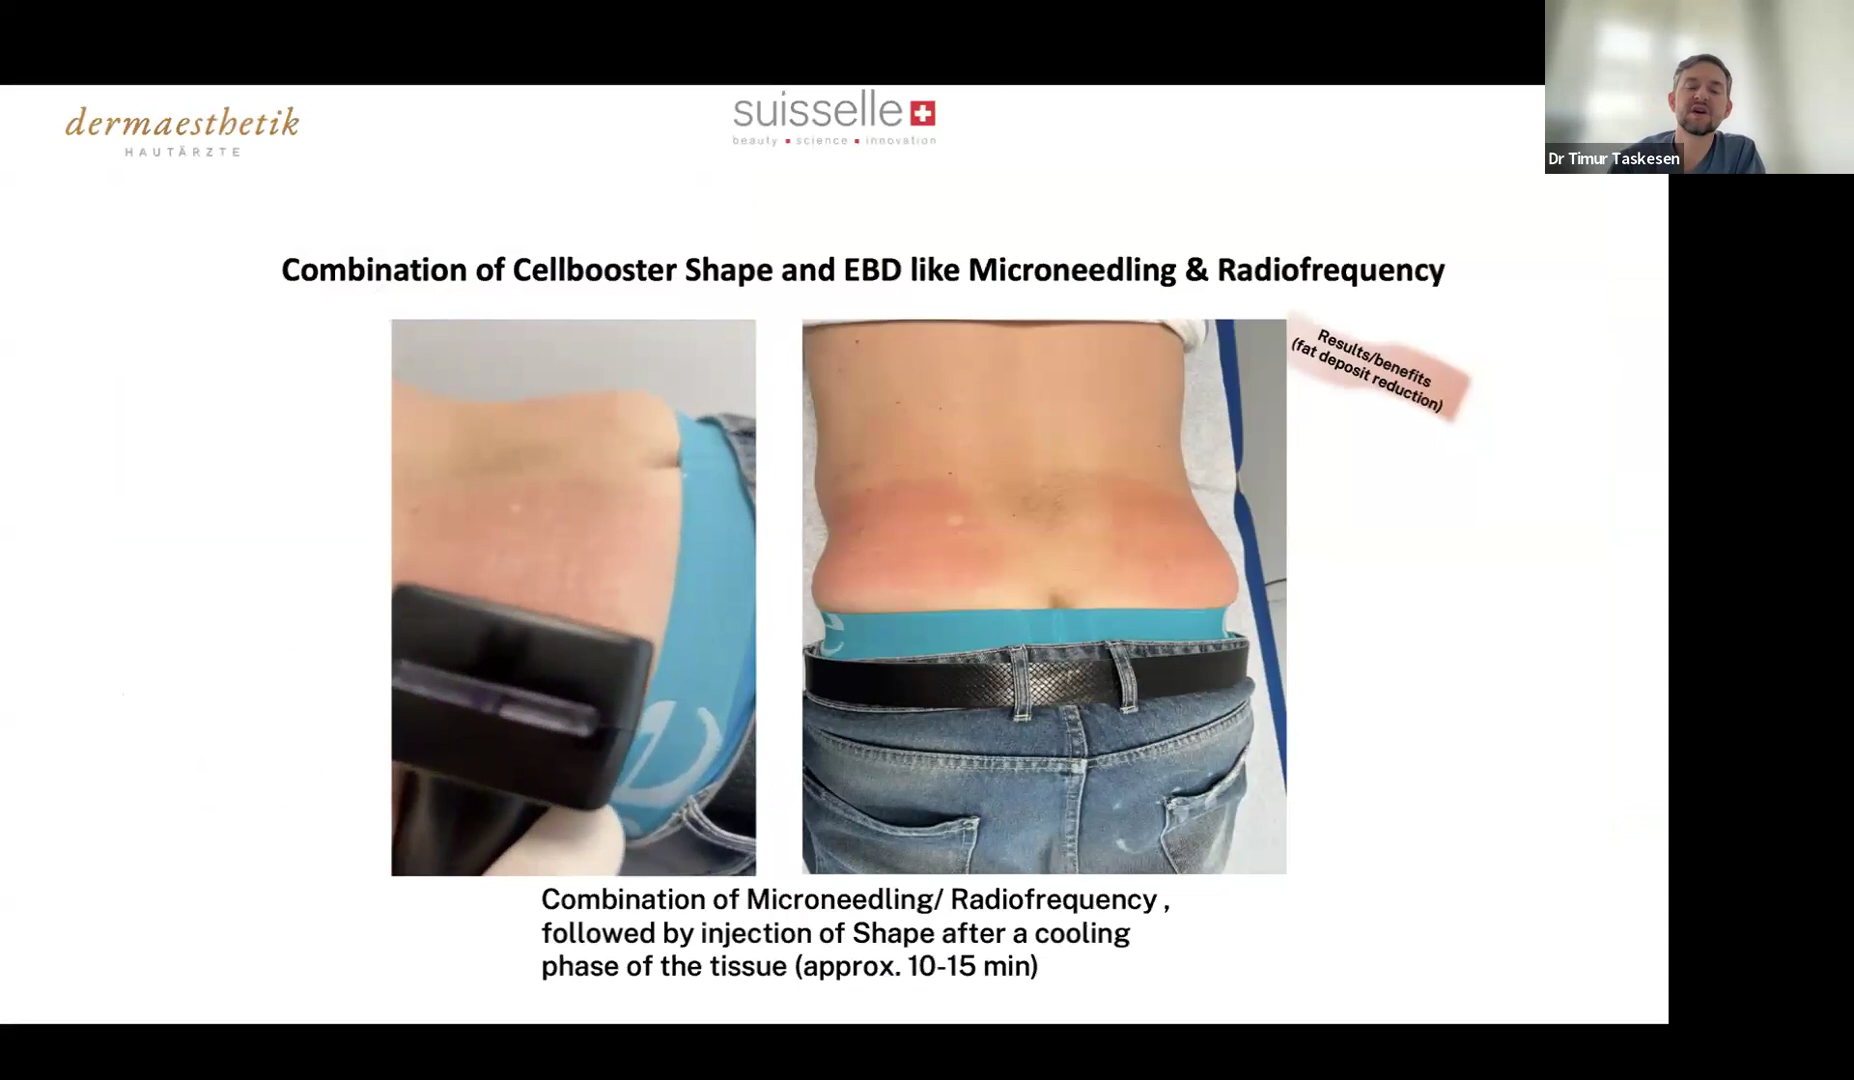 dermaesthetik
HAUTÄRZTE
suisselle
beauty ▪ science ▪ innovation
Dr Timur Taskesen
Combination of Cellbooster Shape and EBD like Microneedling & Radiofrequency
Results/benefits
(fat deposit reduction)
Combination of Microneedling/ Radiofrequency ,
followed by injection of Shape after a cooling
phase of the tissue (approx. 10-15 min)